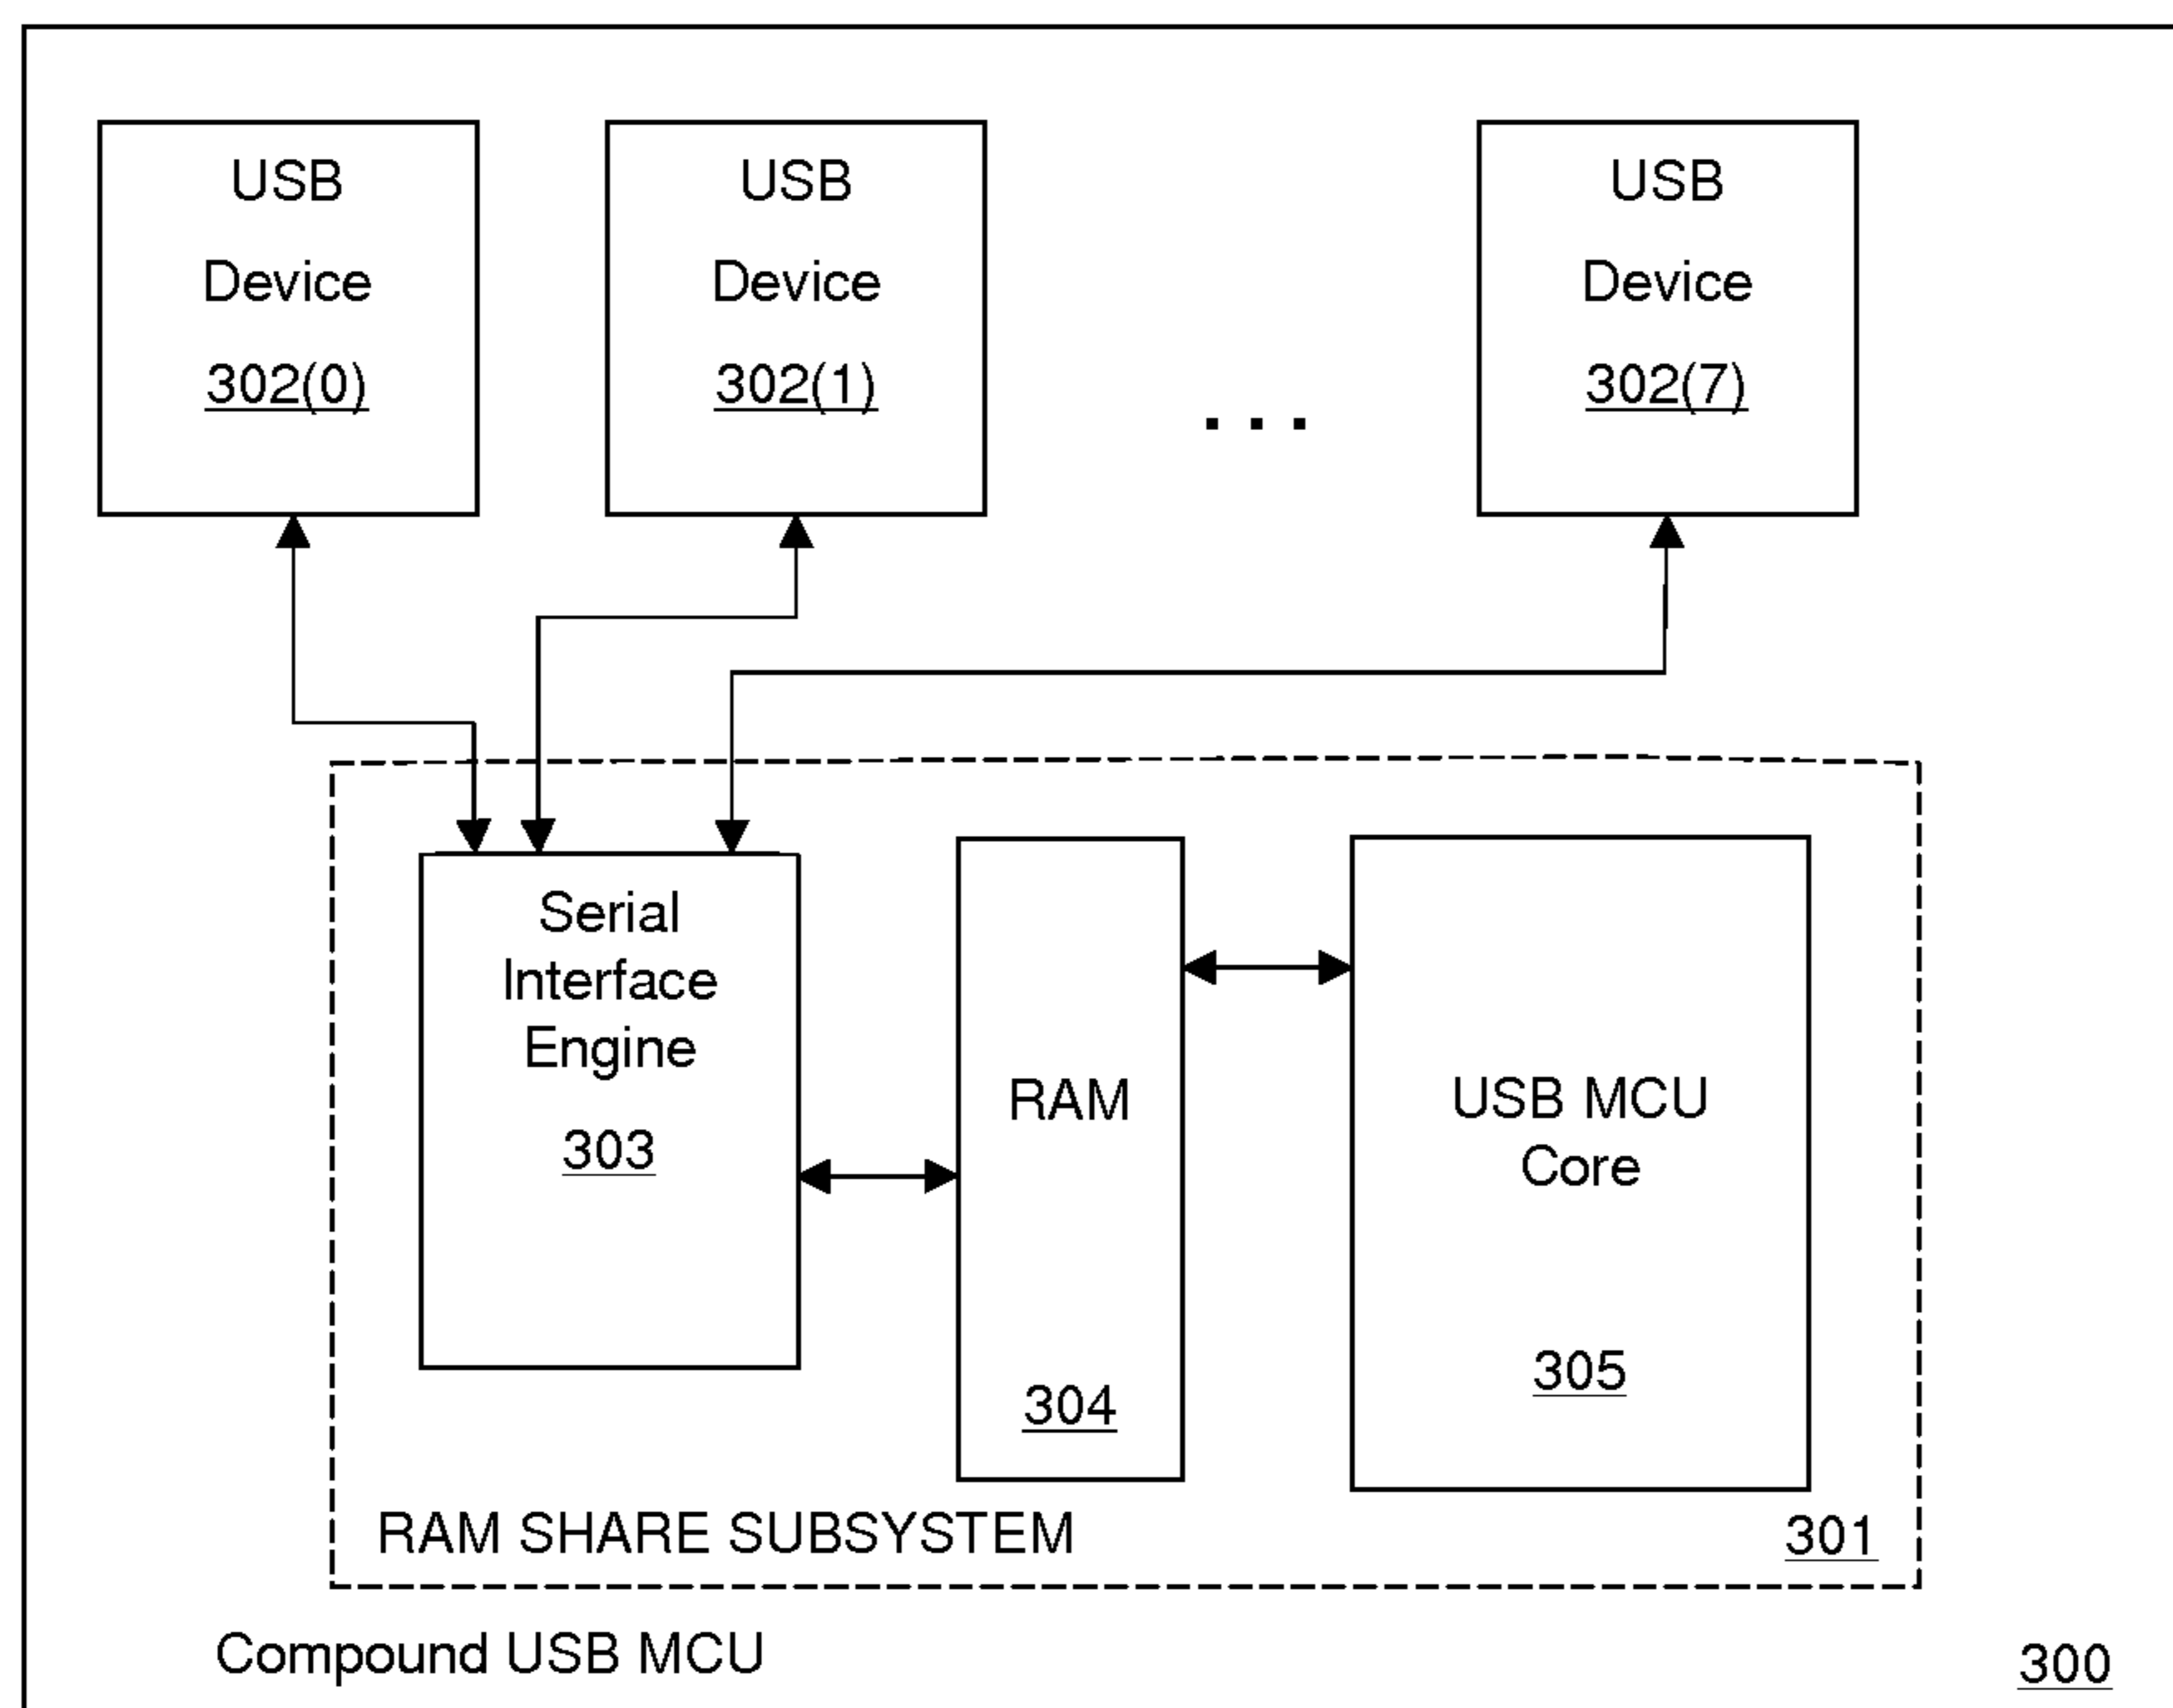 USB
Device
302(0)
USB
Device
302(1)
. . .
USB
Device
302(7)
Serial
Interface
Engine
303
RAM
304
USB MCU
Core
305
RAM SHARE SUBSYSTEM
301
Compound USB MCU
300